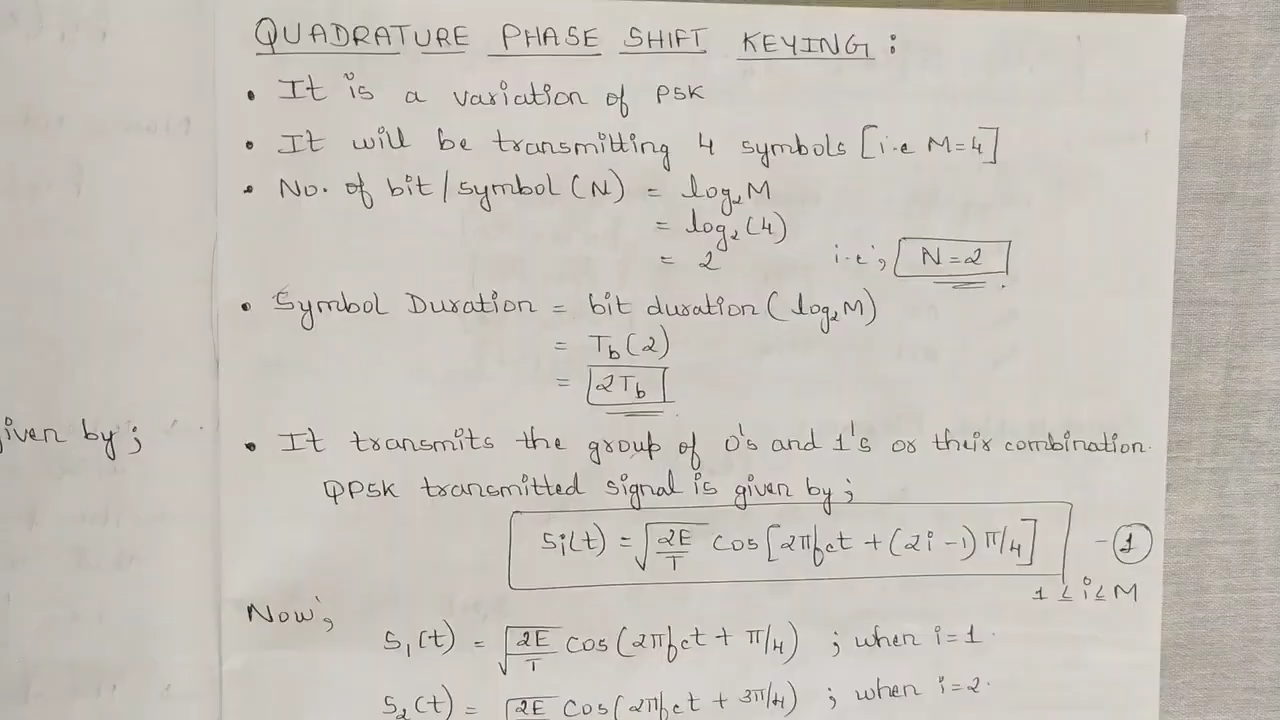 QUADRATURE PHASE SHIFT KEYING :
• It is a variation of PSK
• It will be transmitting 4 symbols [i.e M=4]
• No. of bit / symbol (N) = log₂M
= log₂(4)
= 2 i.e; N=2
• Symbol Duration = bit duration (log₂M)
= Tb(2)
= 2Tb
iven by;
• It transmits the group of 0's and 1's or their combination.
QPSK transmitted signal is given by;
Si(t) = √2E/T cos[2πfct + (2i-1)π/4] -①
1 ≤ i ≤ M
Now;
S₁(t) = √2E/T cos(2πfct + π/4) ; when i=1.
S₂(t) = √2E cos(2πfct + 3π/4) ; when i=2.